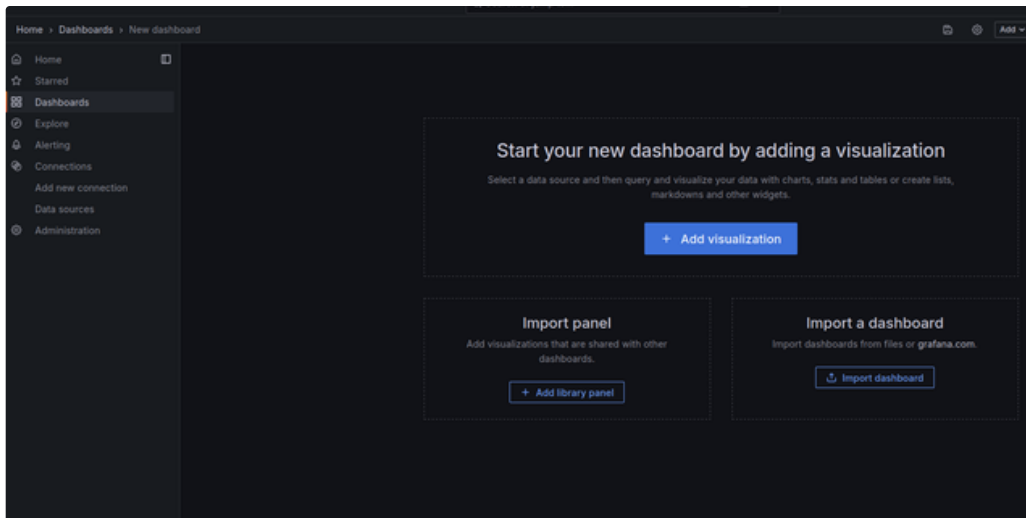 Home › Dashboards › New dashboard
Add
Home
Starred
Dashboards
Explore
Alerting
Connections
Add new connection
Data sources
Administration
Start your new dashboard by adding a visualization
Select a data source and then query and visualize your data with charts, stats and tables or create lists,
markdowns and other widgets.
+ Add visualization
Import panel
Add visualizations that are shared with other
dashboards.
+ Add library panel
Import a dashboard
Import dashboards from files or grafana.com.
Import dashboard